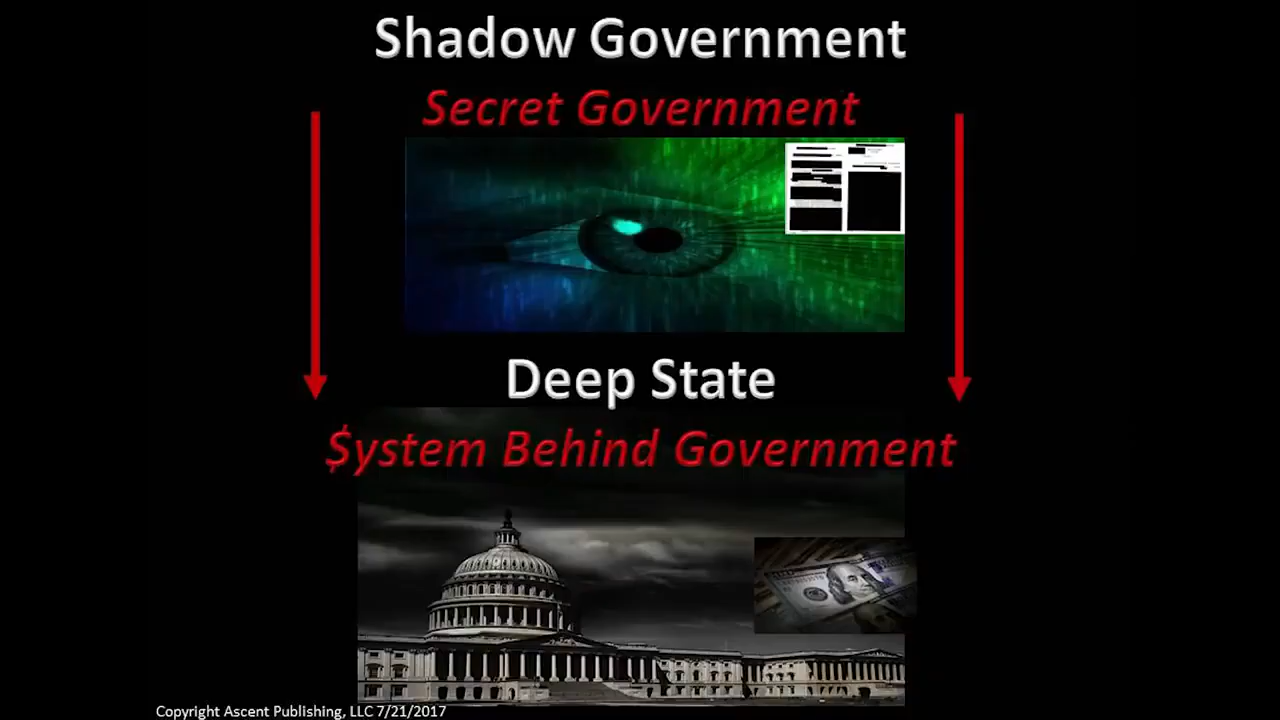 Shadow Government
Secret Government
Deep State
$ystem Behind Government
Copyright Ascent Publishing, LLC 7/21/2017